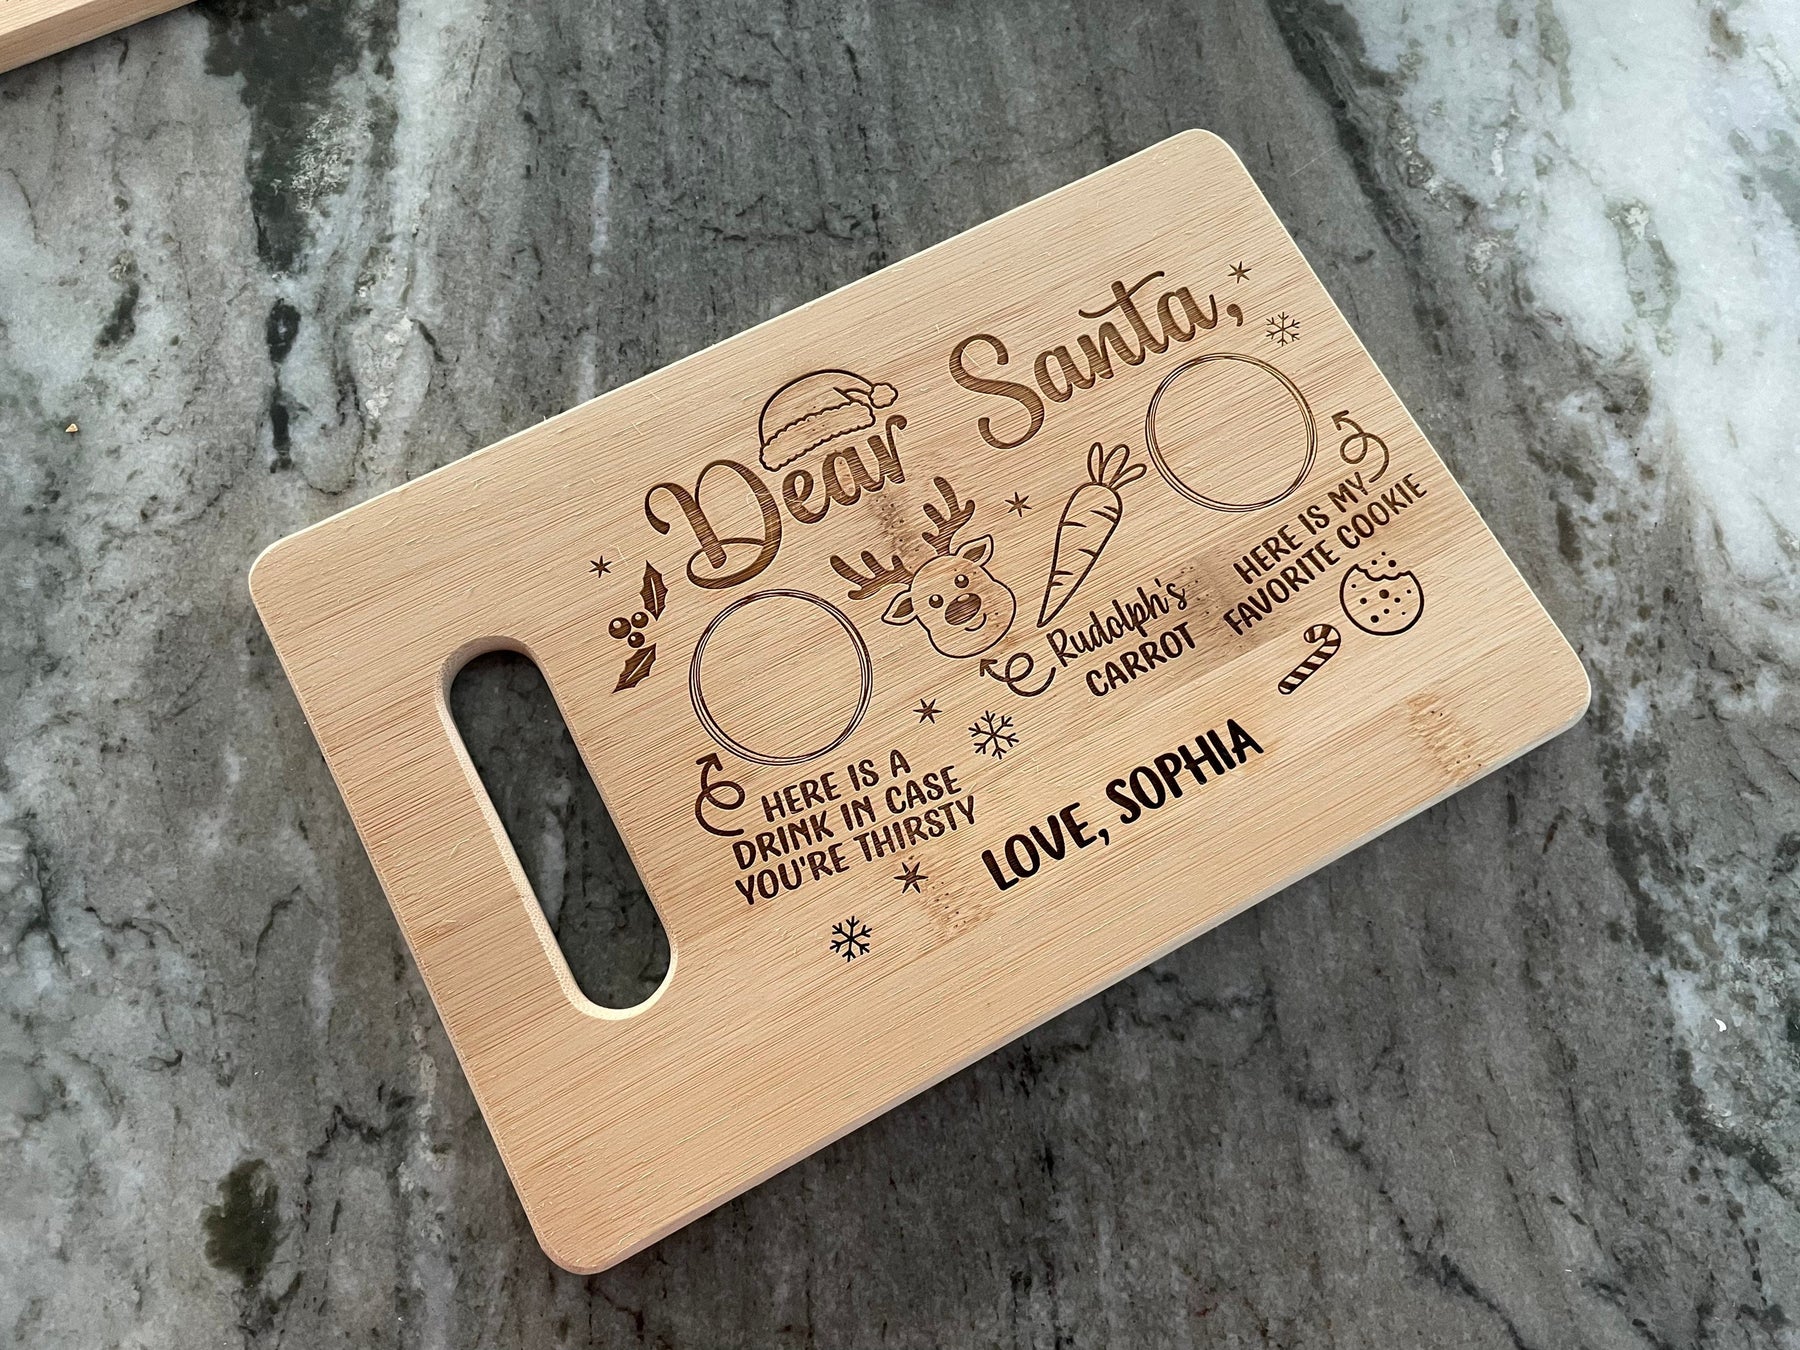 Dear Santa,
HERE IS A
DRINK IN CASE
YOU'RE THIRSTY
Rudolph's
CARROT
HERE IS MY
FAVORITE COOKIE
LOVE, SOPHIA